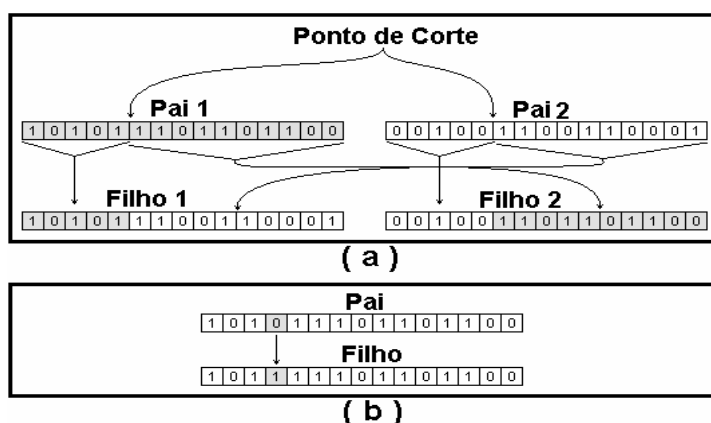 Ponto de Corte
Pai 1
Pai 2
1 0 1 0 1 1 1 0 1 1 0 1 1 0 0
0 0 1 0 0 1 1 0 0 1 1 0 0 0 1
Filho 1
Filho 2
1 0 1 0 1 1 1 0 0 1 1 0 0 0 1
0 0 1 0 0 1 1 0 1 1 0 1 1 0 0
( a )
Pai
1 0 1 0 1 1 1 0 1 1 0 1 1 0 0
Filho
1 0 1 1 1 1 1 0 1 1 0 1 1 0 0
( b )